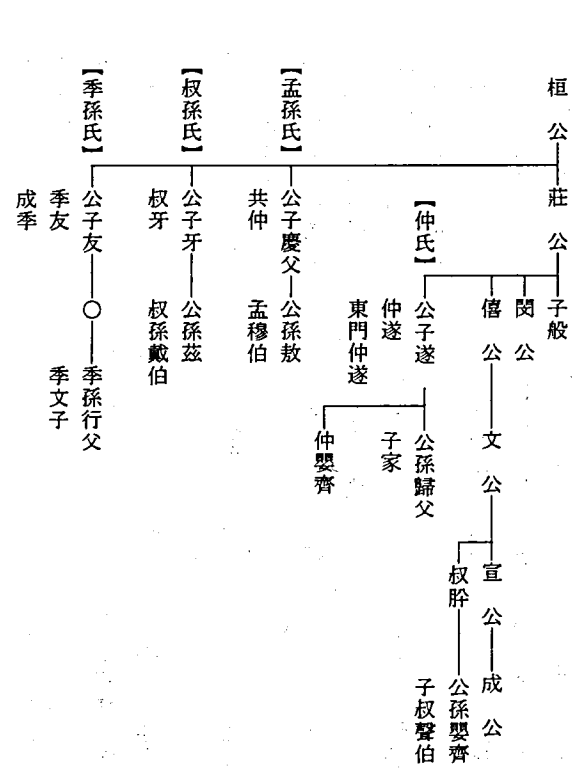 桓公
莊公
子般
閔公
僖公
文公
宣公
成公
叔肸
公孫嬰齊
子叔聲伯
【仲氏】
公子遂
仲遂
東門仲遂
公孫歸父
子家
仲嬰齊
【孟孫氏】
公子慶父
共仲
公孫敖
孟穆伯
【叔孫氏】
公子牙
叔牙
公孫茲
叔孫戴伯
【季孫氏】
公子友
季友
成季
○
季孫行父
季文子